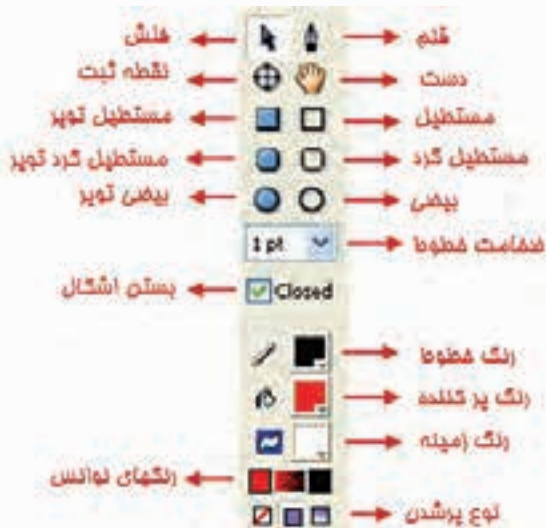 قلم
فلش
دست
نقطه ثبت
مستطیل
مستطیل توپر
مستطیل گرد
مستطیل گرد توپر
بیضی
بیضی توپر
1 pt
ضخامت خطوط
Closed
بستن اشکال
رنگ خطوط
رنگ پر کننده
رنگ زمینه
رنگهای نوانس
نوع پرشدن